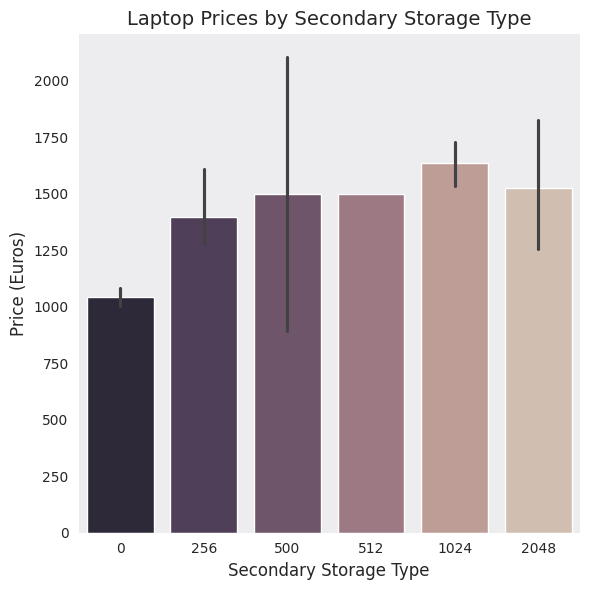 Laptop Prices by Secondary Storage Type
Price (Euros)
2000
1750
1500
1250
1000
750
500
250
0
0 256 500 512 1024 2048
Secondary Storage Type